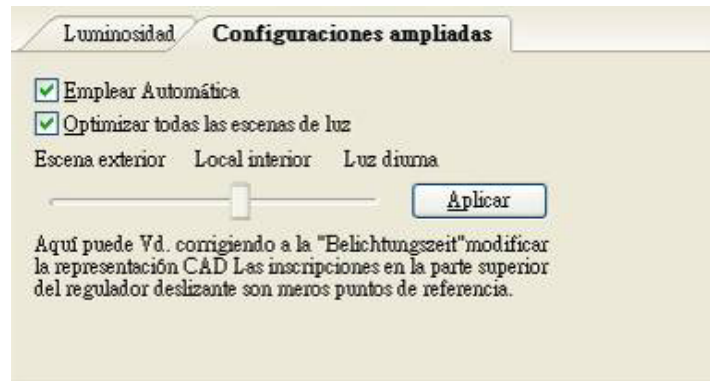 Luminosidad Configuraciones ampliadas
Emplear Automática
Optimizar todas las escenas de luz
Escena exterior Local interior Luz diurna
Aplicar
Aquí puede Vd. corrigiendo a la "Belichtungszeit"modificar
la representación CAD Las inscripciones en la parte superior
del regulador deslizante son meros puntos de referencia.